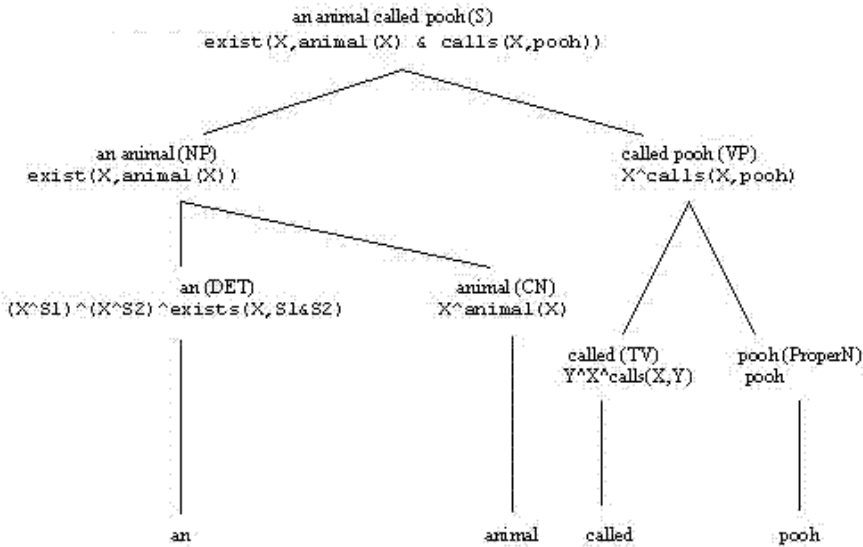 an animal called pooh (S)
exist(X,animal(X) & calls(X,pooh))
an animal (NP)
exist(X,animal(X))
called pooh (VP)
X^calls(X,pooh)
an (DET)
(X^S1)^(X^S2)^exists(X,S1&S2)
animal (CN)
X^animal(X)
called (TV)
Y^X^calls(X,Y)
pooh (ProperN)
pooh
an
animal
called
pooh